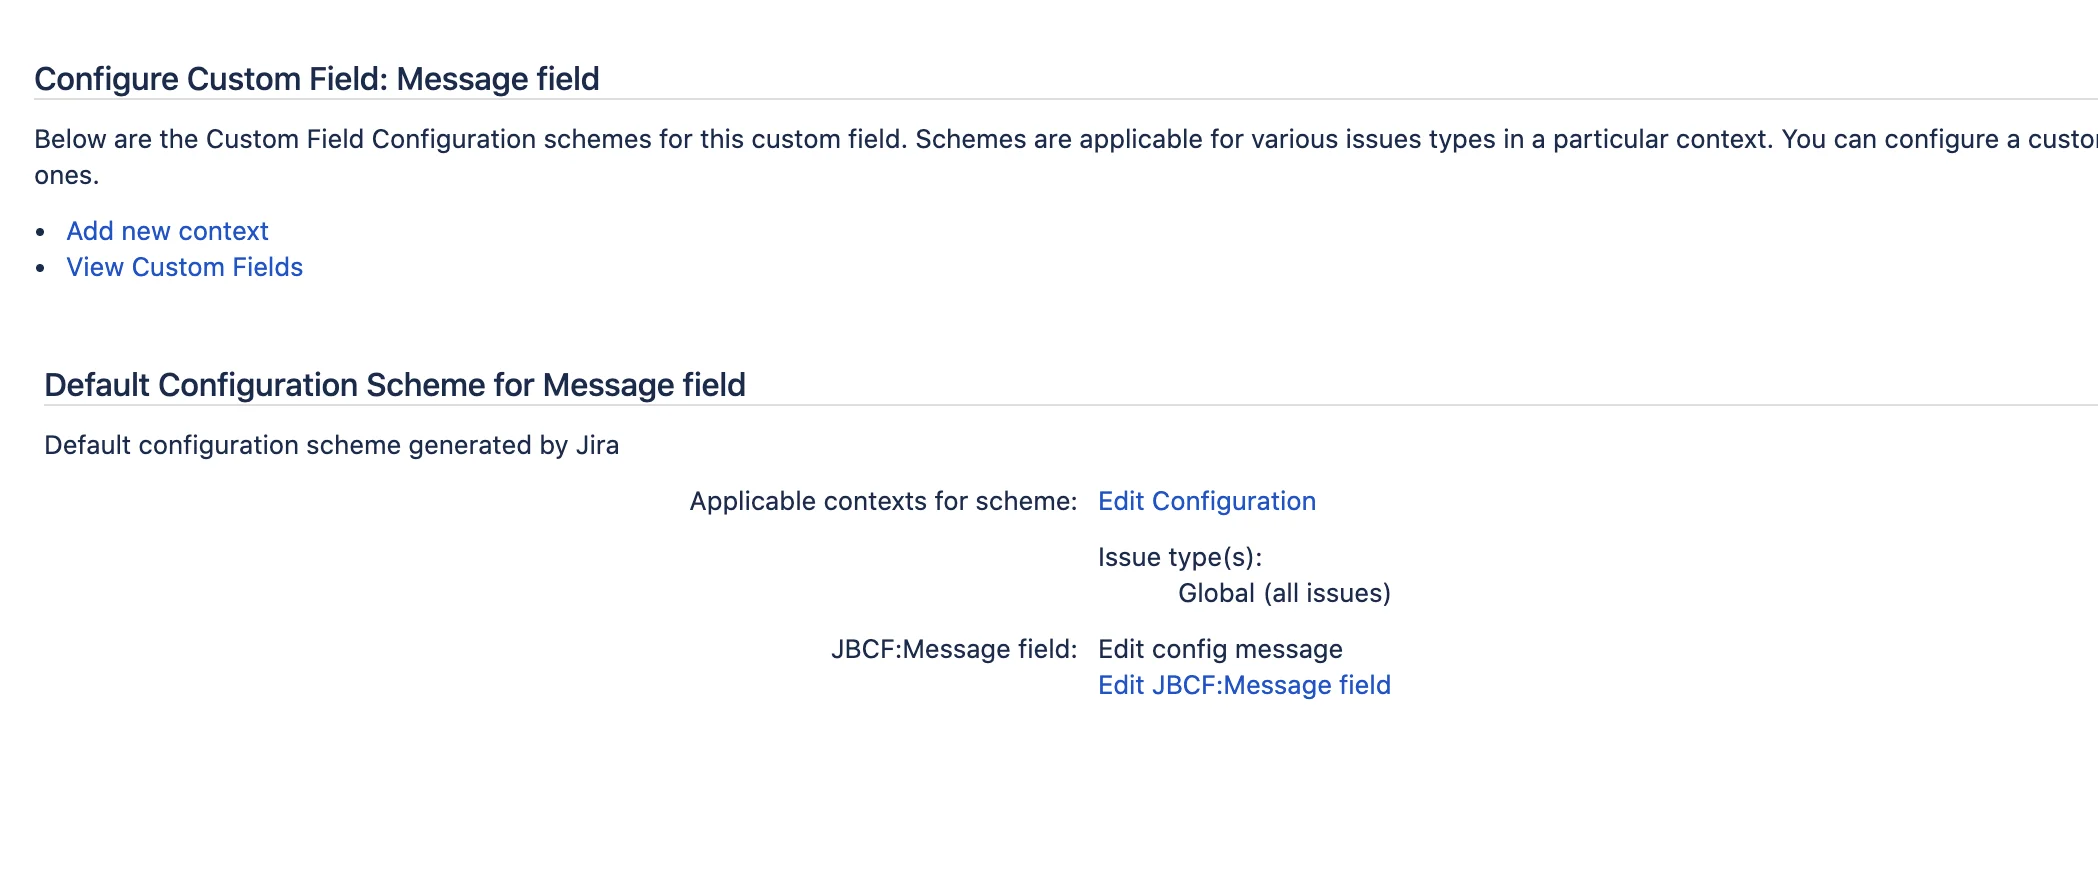 Configure Custom Field: Message field
Below are the Custom Field Configuration schemes for this custom field. Schemes are applicable for various issues types in a particular context. You can configure a
ones.
• Add new context
• View Custom Fields
Default Configuration Scheme for Message field
Default configuration scheme generated by Jira
Applicable contexts for scheme: Edit Configuration
Issue type(s):
Global (all issues)
JBCF:Message field: Edit config message
Edit JBCF:Message field